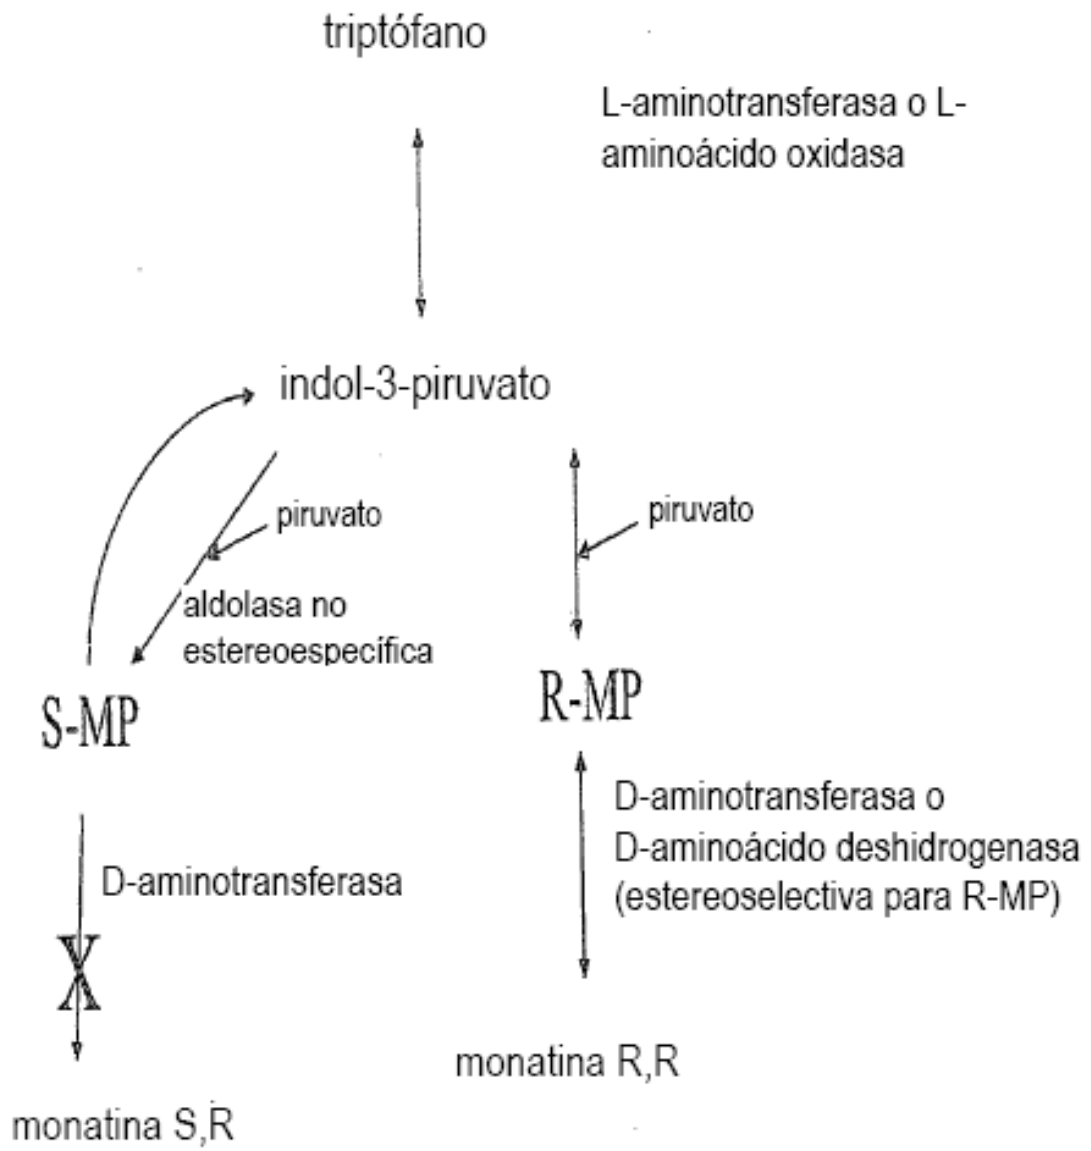 triptófano
L-aminotransferasa o L-
aminoácido oxidasa
indol-3-piruvato
piruvato
piruvato
aldolasa no
estereoespecífica
S-MP
R-MP
D-aminotransferasa o
D-aminoácido deshidrogenasa
(estereoselectiva para R-MP)
D-aminotransferasa
X
monatina R,R
monatina S,R